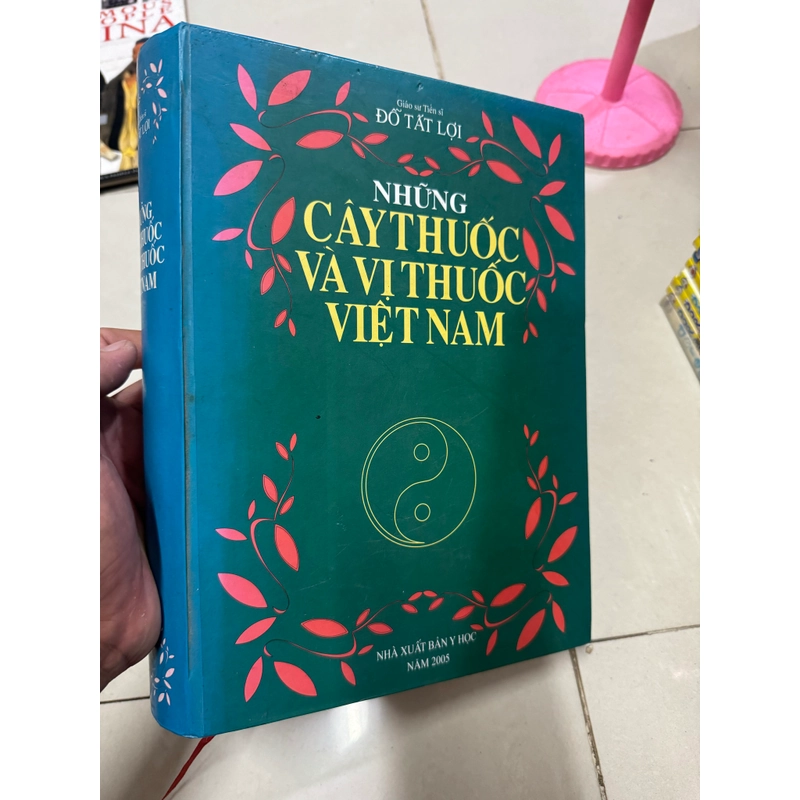 Giáo sư Tiến sĩ
ĐỖ TẤT LỢI
NHỮNG
CÂY THUỐC
VÀ VỊ THUỐC
VIỆT NAM
NHÀ XUẤT BẢN Y HỌC
NĂM 2005